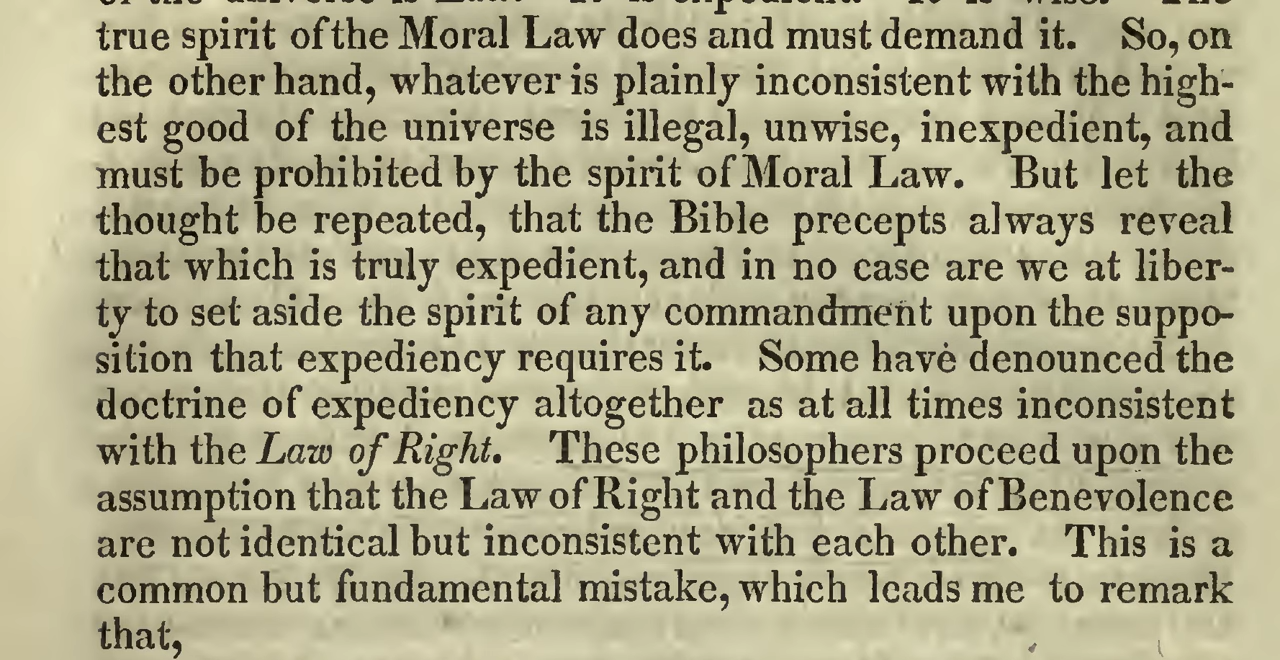 true spirit of the Moral Law does and must demand it. So, on
the other hand, whatever is plainly inconsistent with the high-
est good of the universe is illegal, unwise, inexpedient, and
must be prohibited by the spirit of Moral Law. But let the
thought be repeated, that the Bible precepts always reveal
that which is truly expedient, and in no case are we at liber-
ty to set aside the spirit of any commandment upon the suppo-
sition that expediency requires it. Some have denounced the
doctrine of expediency altogether as at all times inconsistent
with the Law of Right. These philosophers proceed upon the
assumption that the Law of Right and the Law of Benevolence
are not identical but inconsistent with each other. This is a
common but fundamental mistake, which leads me to remark
that,